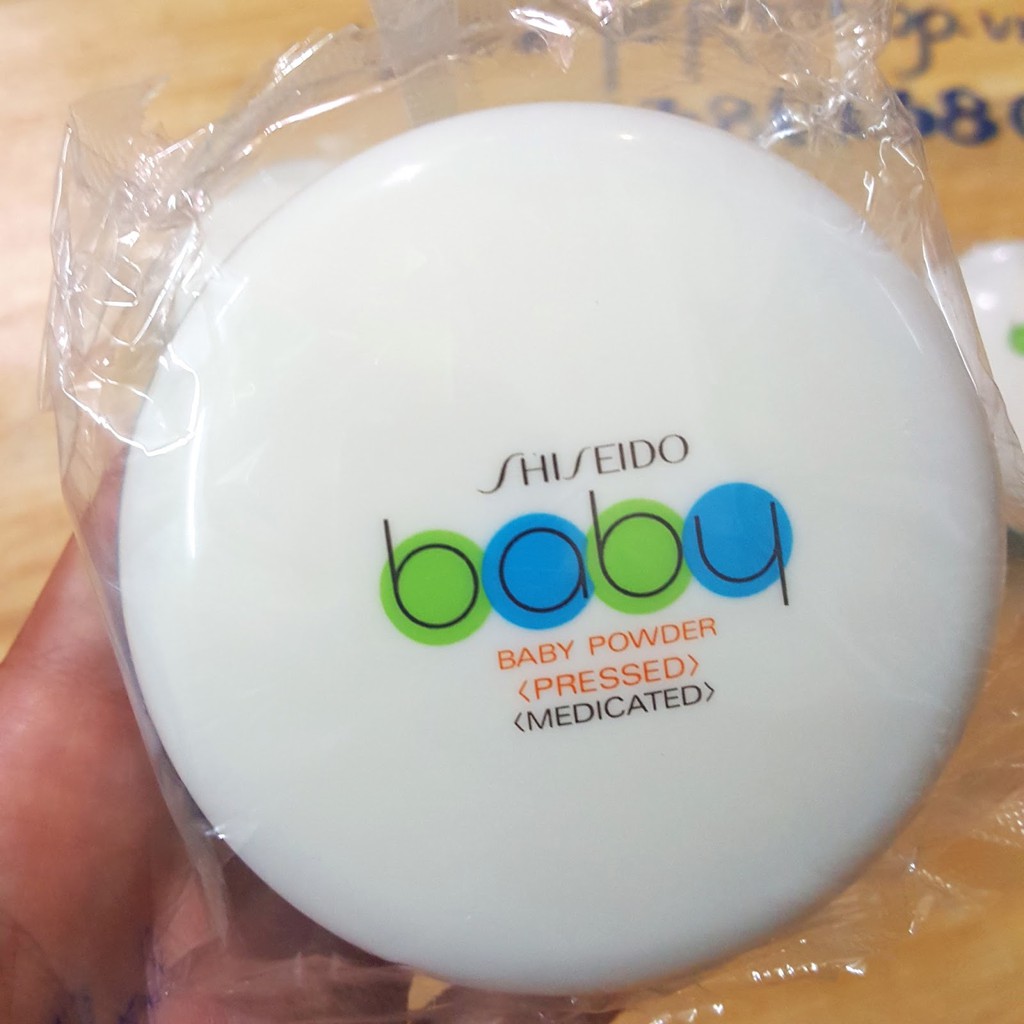 SHISEIDO
baby
BABY POWDER
〈PRESSED〉
〈MEDICATED〉